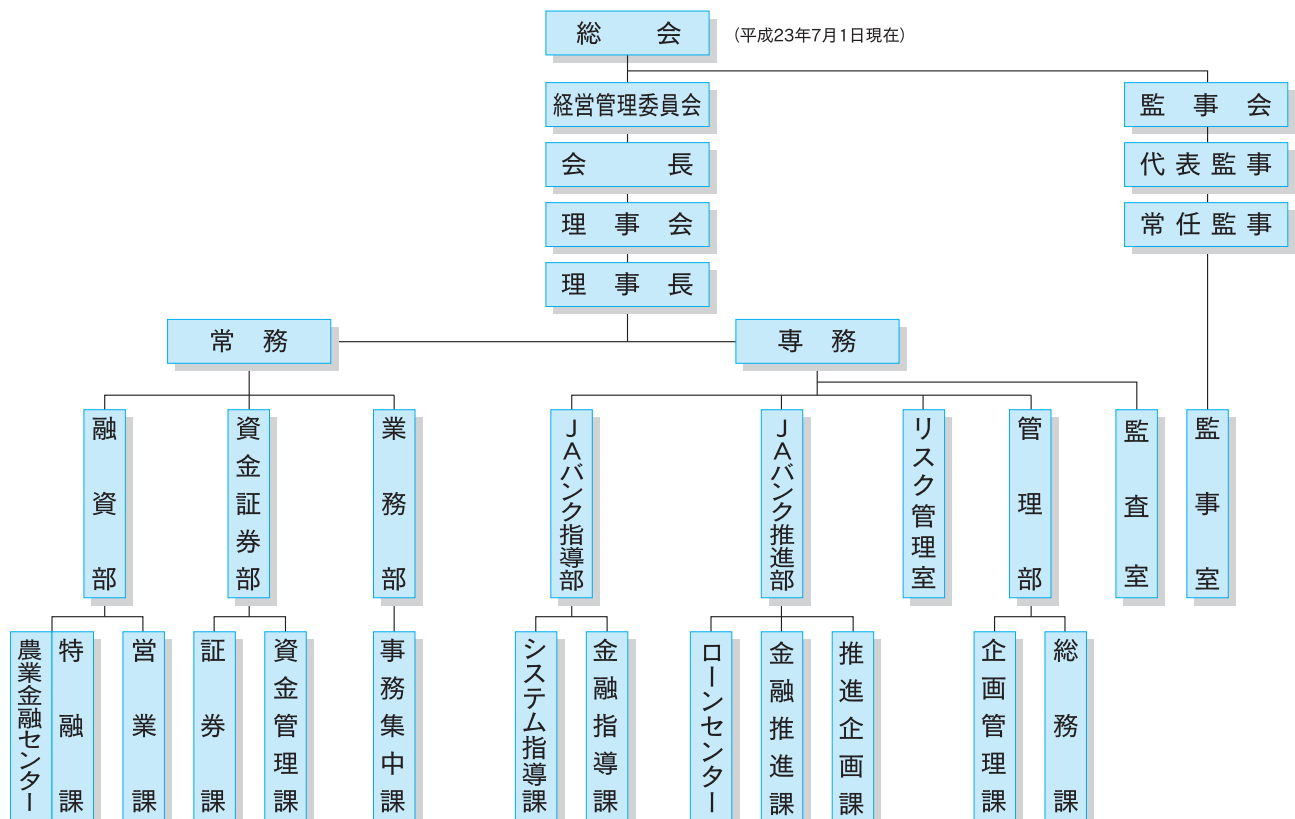 総会
(平成23年7月1日現在)
経営管理委員会
監事会
会長
代表監事
理事会
常任監事
理事長
常務
専務
融資部
資金証券部
業務部
JAバンク指導部
JAバンク推進部
リスク管理室
管理部
監査室
監事室
農業金融センター
特融課
営業課
証券課
資金管理課
事務集中課
システム指導課
金融指導課
ローンセンター
金融推進課
推進企画課
企画管理課
総務課